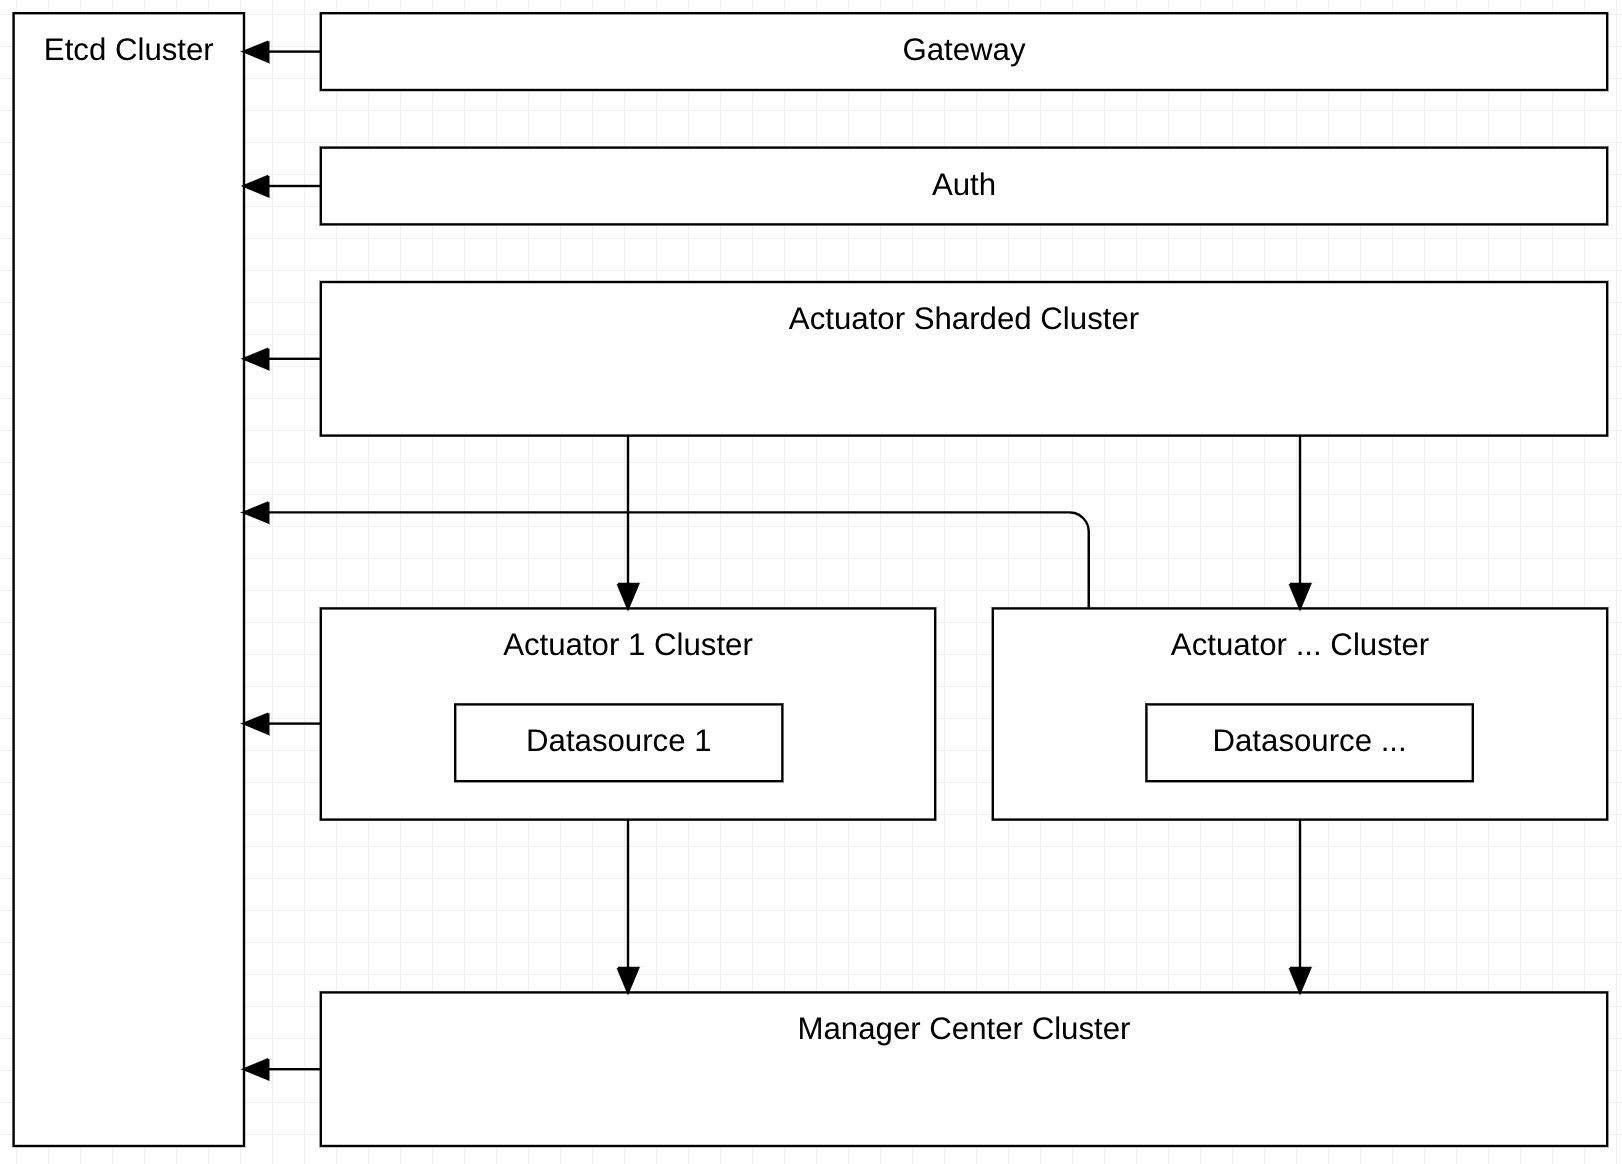 Etcd Cluster
Gateway
Auth
Actuator Sharded Cluster
Actuator 1 Cluster
Datasource 1
Actuator ... Cluster
Datasource ...
Manager Center Cluster